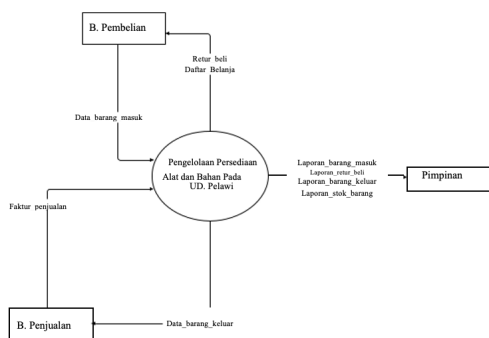 B. Pembelian
Retur beli
Daftar Belanja
Data barang masuk
Pengelolaan Persediaan
Alat dan Bahan Pada
UD. Pelawi
Laporan_barang_masuk
Laporan_retur_beli
Laporan_barang_keluar
Laporan_stok_barang
Pimpinan
Faktur penjualan
B. Penjualan
Data_barang_keluar